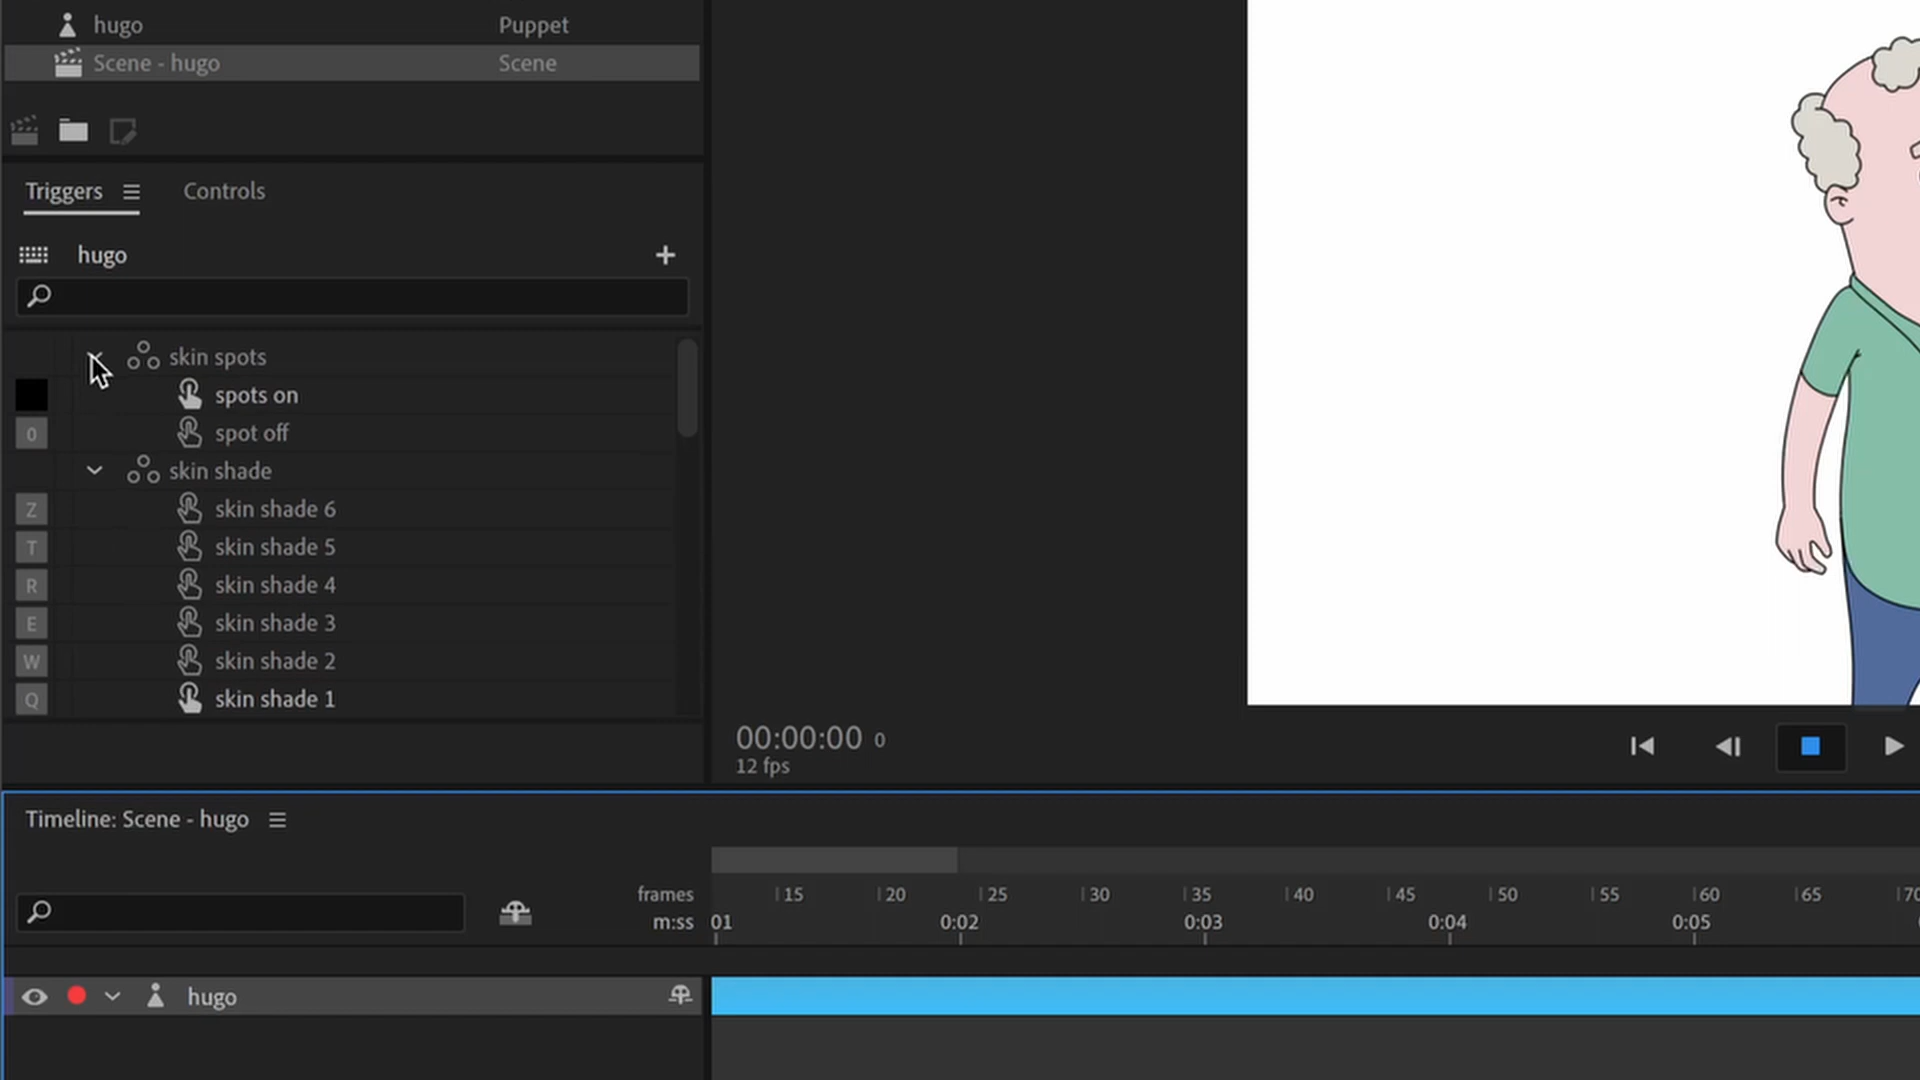 hugo Puppet
Scene - hugo Scene
Triggers Controls
hugo
skin spots
spots on
0 spot off
skin shade
Z skin shade 6
T skin shade 5
R skin shade 4
E skin shade 3
W skin shade 2
Q skin shade 1
00:00:00 0
12 fps
Timeline: Scene - hugo
frames 15 20 25 30 35 40 45 50 55 60 65 70
m:ss 01 0:02 0:03 0:04 0:05
hugo